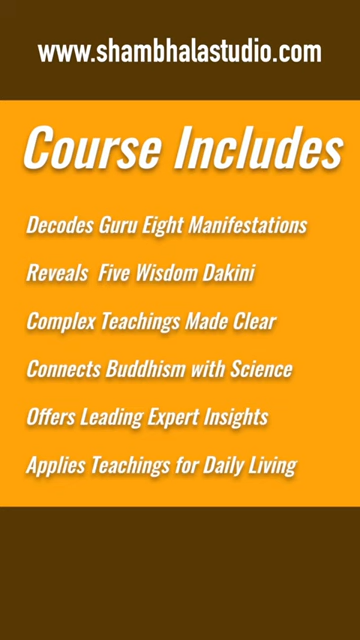 www.shambhalastudio.com
Course Includes
Decodes Guru Eight Manifestations
Reveals Five Wisdom Dakini
Complex Teachings Made Clear
Connects Buddhism with Science
Offers Leading Expert Insights
Applies Teachings for Daily Living